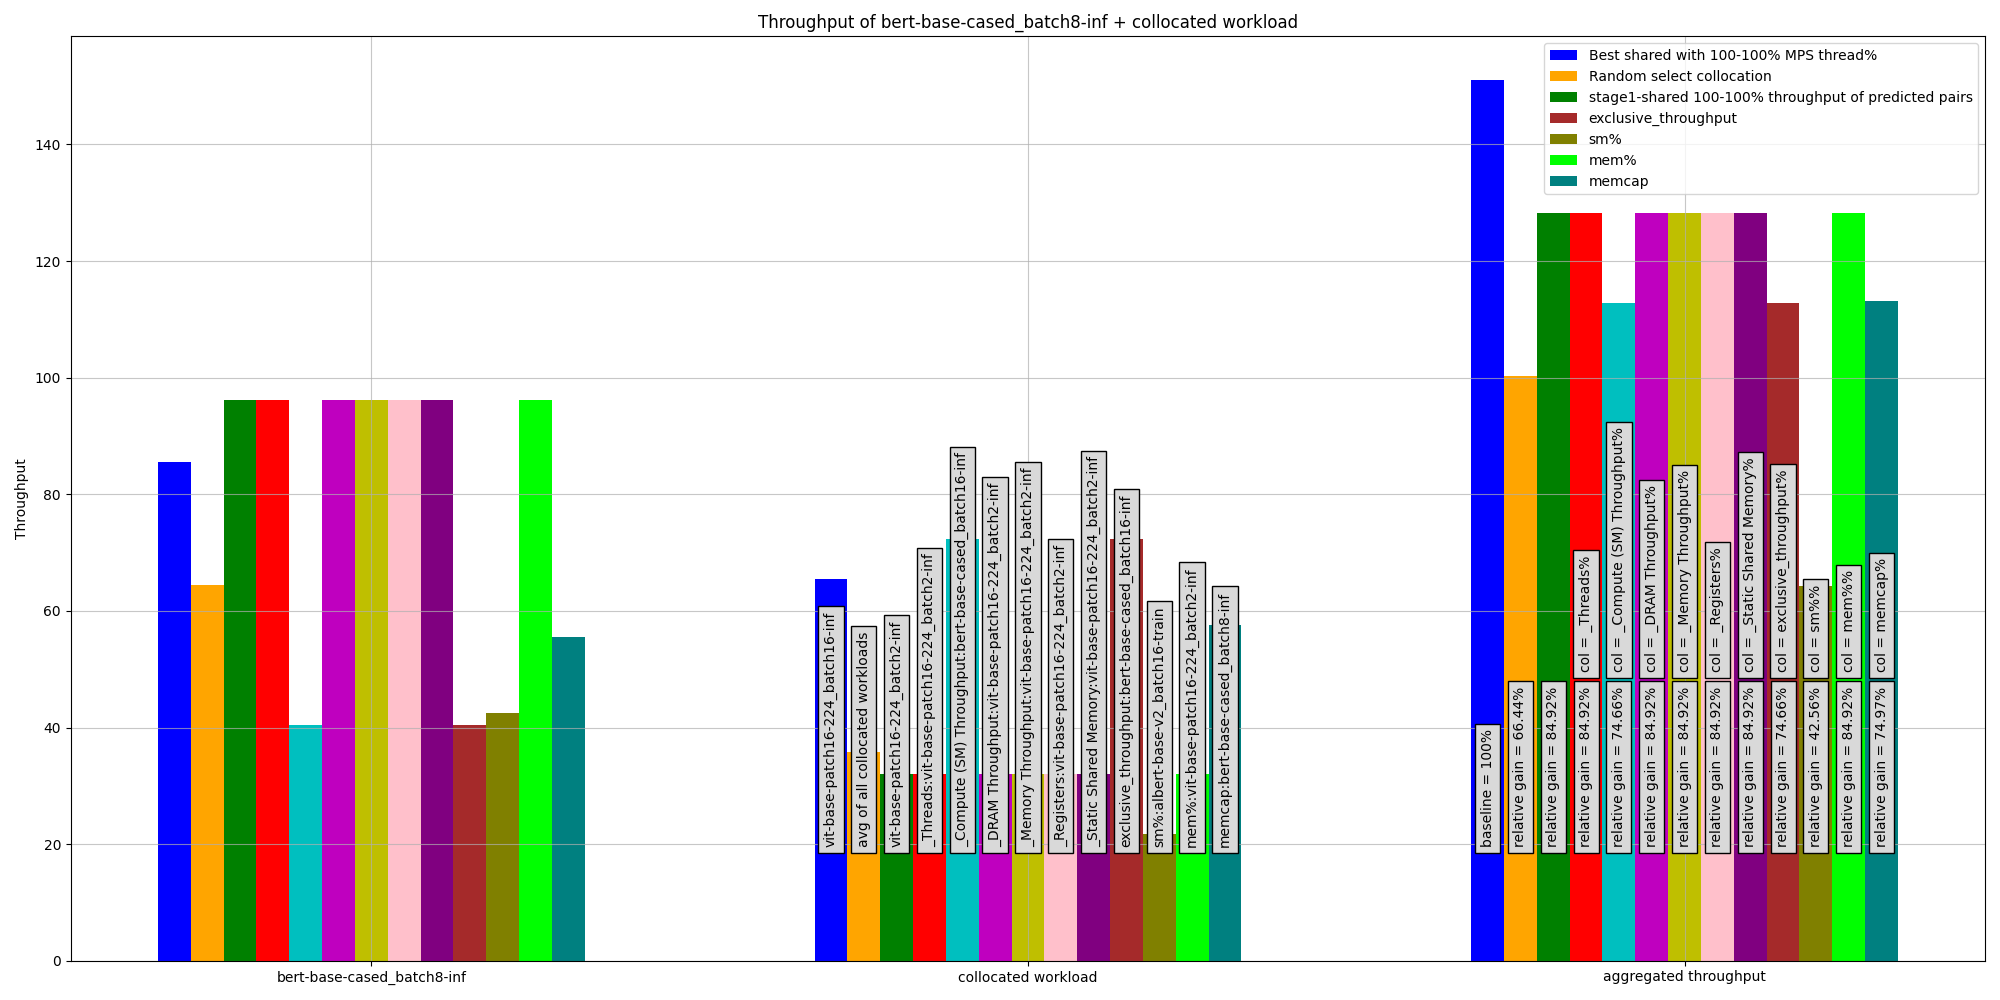 Throughput of bert-base-cased_batch8-inf + collocated workload
Best shared with 100-100% MPS thread%
Random select collocation
stage1-shared 100-100% throughput of predicted pairs
exclusive_throughput
sm%
mem%
memcap
Throughput
140
120
100
80
60
40
20
0
vit-base-patch16-224_batch16-inf
avg of all collocated workloads
vit-base-patch16-224_batch2-inf
_Threads:vit-base-patch16-224_batch2-inf
_Compute (SM) Throughput:bert-base-cased_batch16-inf
_DRAM Throughput:vit-base-patch16-224_batch2-inf
_Memory Throughput:vit-base-patch16-224_batch2-inf
_Registers:vit-base-patch16-224_batch2-inf
_Static Shared Memory:vit-base-patch16-224_batch2-inf
exclusive_throughput:bert-base-cased_batch16-inf
sm%:albert-base-v2_batch16-train
mem%:vit-base-patch16-224_batch2-inf
memcap:bert-base-cased_batch8-inf
baseline = 100%
relative gain = 66.44%
relative gain = 84.92%
relative gain = 84.92%
col = _Threads%
relative gain = 74.66%
col = _Compute (SM) Throughput%
relative gain = 84.92%
col = _DRAM Throughput%
relative gain = 84.92%
col = _Memory Throughput%
relative gain = 84.92%
col = _Registers%
relative gain = 84.92%
col = _Static Shared Memory%
relative gain = 74.66%
col = exclusive_throughput%
relative gain = 42.56%
col = sm%%
relative gain = 84.92%
col = mem%%
relative gain = 74.97%
col = memcap%
bert-base-cased_batch8-inf
collocated workload
aggregated throughput